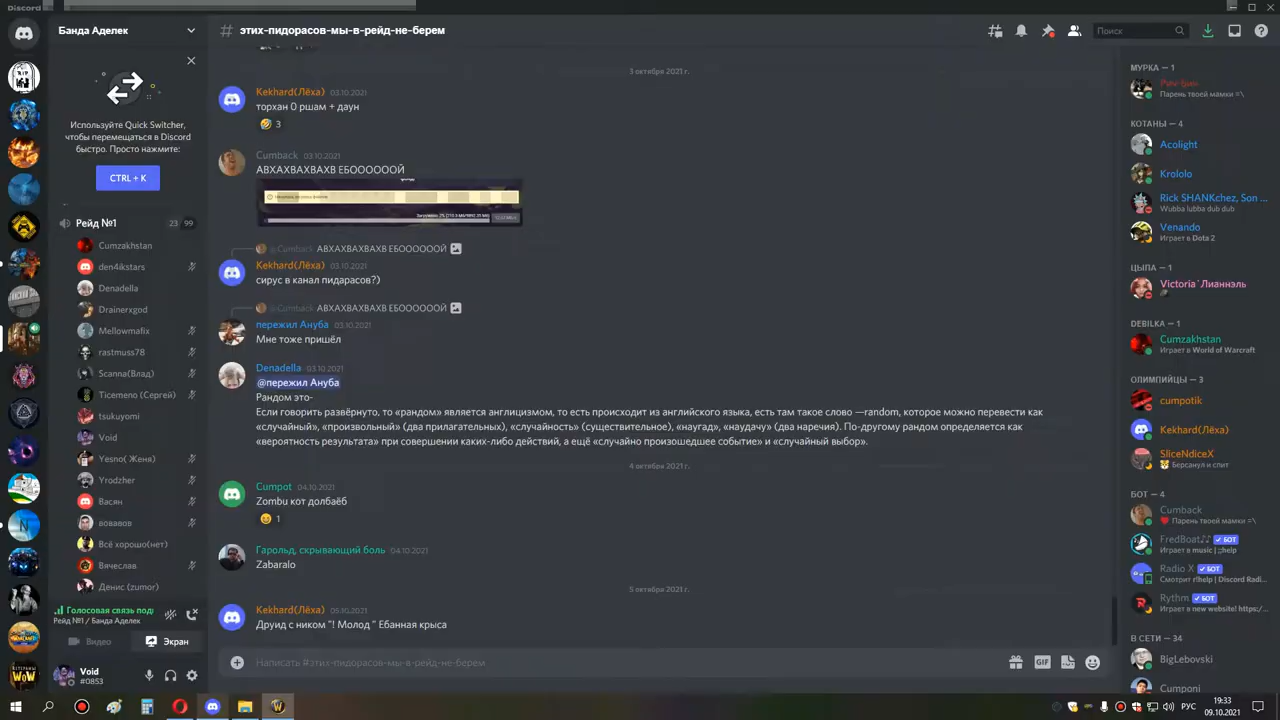 Discord
Банда Аделек
этих-пидорасов-мы-в-рейд-не-берем
Поиск
Используйте Quick Switcher,
чтобы перемещаться в Discord
быстро. Просто нажмите:
CTRL + K
Рейд №1
23 99
Cumzakhstan
den4ikstars
Denadella
Drainerxgod
Mellowmafix
rastmuss78
Scanna(Влад)
Ticemeno (Сергей)
tsukuyomi
Void
Yesno( Женя)
Yrodzher
Васян
вовавов
Всё хорошо(нет)
Вячеслав
Денис (zumor)
Голосовая связь под
Рейд №1 / Банда Аделек
Видео
Экран
Void
#0853
3 октября 2021 г.
Kekhard(Лёха) 03.10.2021
торхан 0 ршам + даун
3
Cumback 03.10.2021
АВХАХВАХВАХВ ЕБООООООЙ
@Cumback АВХАХВАХВАХВ ЕБООООООЙ
Kekhard(Лёха) 03.10.2021
сирус в канал пидарасов?)
@Cumback АВХАХВАХВАХВ ЕБООООООЙ
пережил Ануба 03.10.2021
Мне тоже пришёл
Denadella 03.10.2021
@пережил Ануба
Рандом это-
Если говорить развёрнуто, то «рандом» является англицизмом, то есть происходит из английского языка, есть там такое слово —random, которое можно перевести как
«случайный», «произвольный» (два прилагательных), «случайность» (существительное), «наугад», «наудачу» (два наречия). По-другому рандом определяется как
«вероятность результата» при совершении каких-либо действий, а ещё «случайно произошедшее событие» и «случайный выбор».
4 октября 2021 г.
Cumpot 04.10.2021
Zombu кот долбаёб
1
Гарольд, скрывающий боль 04.10.2021
Zabaralo
5 октября 2021 г.
Kekhard(Лёха) 05.10.2021
Друид с ником "! Молод " Ебанная крыса
Написать #этих-пидорасов-мы-в-рейд-не-берем
GIF
МУРКА — 1
Парень твоей мамки =\
КОТАНЫ — 4
Acolight
Krololo
Rick SHANKchez, Son ...
Wubba lubba dub dub
Venando
Играет в Dota 2
ЦЫПА — 1
Victoria´Лианнэль
DEBILKA — 1
Cumzakhstan
Играет в World of Warcraft
ОЛИМПИЙЦЫ — 3
cumpotik
Kekhard(Лёха)
SliceNdiceX
Берсанул и спит
БОТ — 4
Cumback
Парень твоей мамки =\
FredBoat♪♪ ✓ БОТ
Играет в music | ;;help
Radio X ✓ БОТ
Смотрит r!help | Discord Radi...
Rythm ✓ БОТ
Играет в new website! https:/...
В СЕТИ — 34
BigLebovski
Cumponi
РУС
19:33
09.10.2021